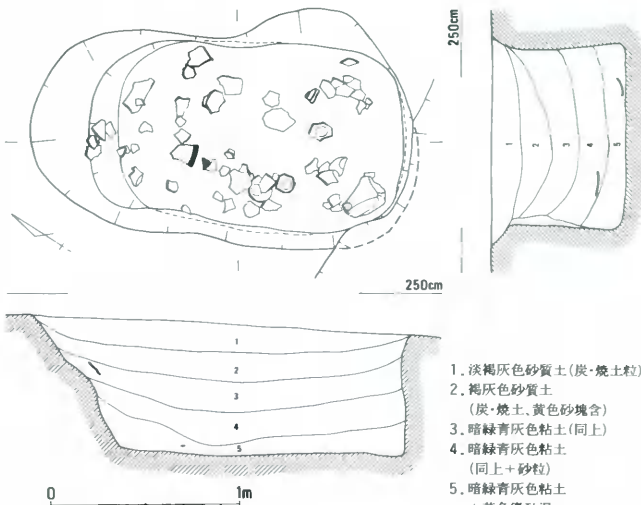 250cm
1 2 3 4 5
250cm
1
2
3
4
5
1. 淡褐灰色砂質土(炭・焼土粒)
2. 褐灰色砂質土
(炭・焼土、黄色砂塊含)
3. 暗緑青灰色粘土(同上)
4. 暗緑青灰色粘土
(同上+砂粒)
5. 暗緑青灰色粘土
0 1m